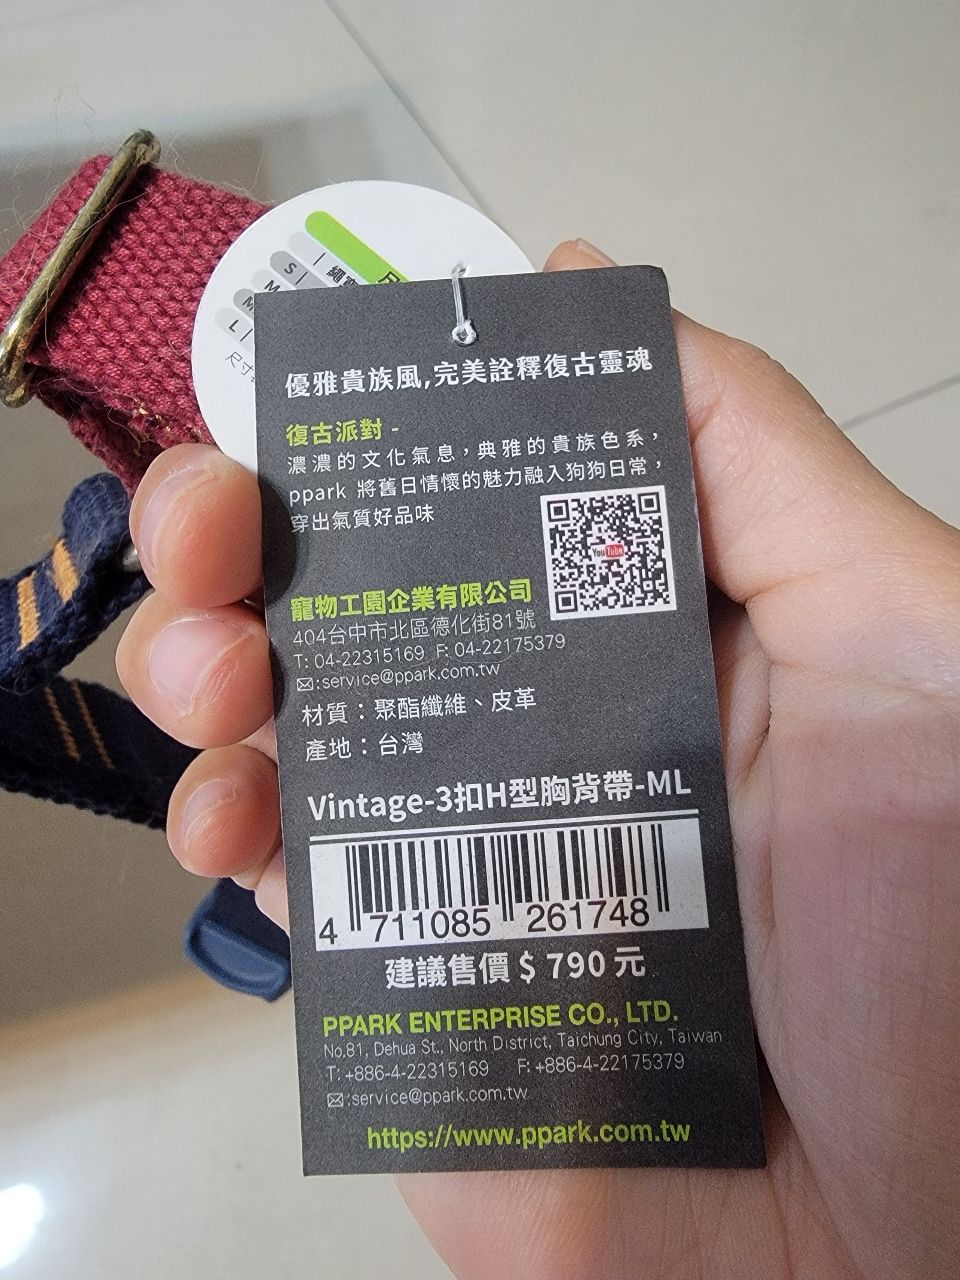 S
繩寬
M
M
L
尺寸
優雅貴族風,完美詮釋復古靈魂
復古派對 -
濃濃的文化氣息，典雅的貴族色系，
ppark 將舊日情懷的魅力融入狗狗日常，
穿出氣質好品味
YouTube
寵物工園企業有限公司
404台中市北區德化街81號
T: 04-22315169 F: 04-22175379
✉:service@ppark.com.tw
材質：聚酯纖維、皮革
產地：台灣
Vintage-3扣H型胸背帶-ML
4 711085 261748
建議售價 $ 790 元
PPARK ENTERPRISE CO., LTD.
No.81, Dehua St., North District, Taichung City, Taiwan
T: +886-4-22315169 F: +886-4-22175379
✉:service@ppark.com.tw
https://www.ppark.com.tw